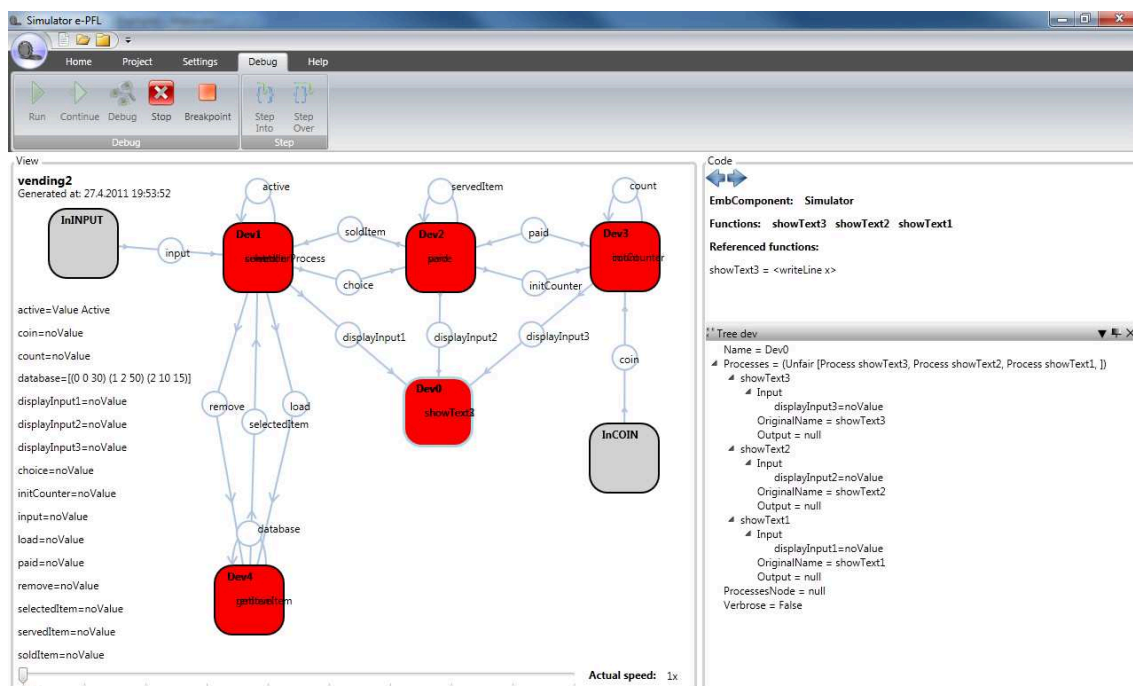 Simulator e-PFL
Home Project Settings Debug Help
Run Continue Debug Stop Breakpoint Step Into Step Over
Debug Step
View
vending2
Generated at: 27.4.2011 19:53:52
InINPUT
input
active
Dev1
soldItem
choice
servedItem
Dev2
paid
initCounter
count
Dev3
displayInput1
displayInput2
displayInput3
coin
Dev0
showText3
InCOIN
remove
selectedItem
load
database
Dev4
active=Value Active
coin=noValue
count=noValue
database=[(0 0 30) (1 2 50) (2 10 15)]
displayInput1=noValue
displayInput2=noValue
displayInput3=noValue
choice=noValue
initCounter=noValue
input=noValue
load=noValue
paid=noValue
remove=noValue
selectedItem=noValue
servedItem=noValue
soldItem=noValue
Actual speed: 1x
Code
EmbComponent: Simulator
Functions: showText3 showText2 showText1
Referenced functions:
showText3 = <writeLine x>
Tree dev
Name = Dev0
Processes = (Unfair [Process showText3, Process showText2, Process showText1, ])
showText3
Input
displayInput3=noValue
OriginalName = showText3
Output = null
showText2
Input
displayInput2=noValue
OriginalName = showText2
Output = null
showText1
Input
displayInput1=noValue
OriginalName = showText1
Output = null
ProcessesNode = null
Verbrose = False